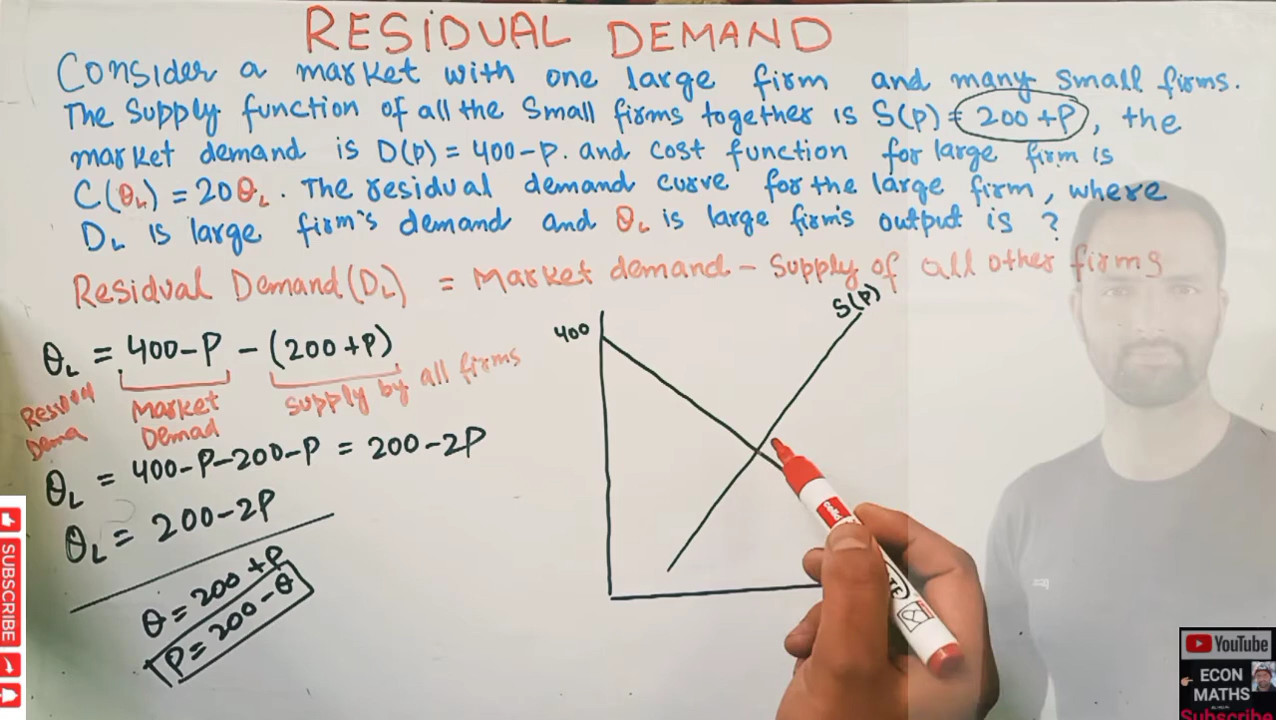 RESiDUAL DEMAND
Consider a market with one large firm and many small firms.
The supply function of all the small firms together is S(P) = 200+P, the
market demand is D(P) = 400-P. and cost function for large firm is
C(θL) = 20θL. The residual demand curve for the large firm, where
DL is large firm's demand and θL is large firm's output is ?
Residual Demand (DL) = Market demand - Supply of all other firms
θL = 400-P - (200+P)
Market
Demad
supply by all firms
θL = 400-P-200-P = 200-2P
θL = 200-2P
θ = 200+P
P = 200-θ
400
S(P)
SUBSCRIBE
YouTube
ECON
MATHS
Subscribe